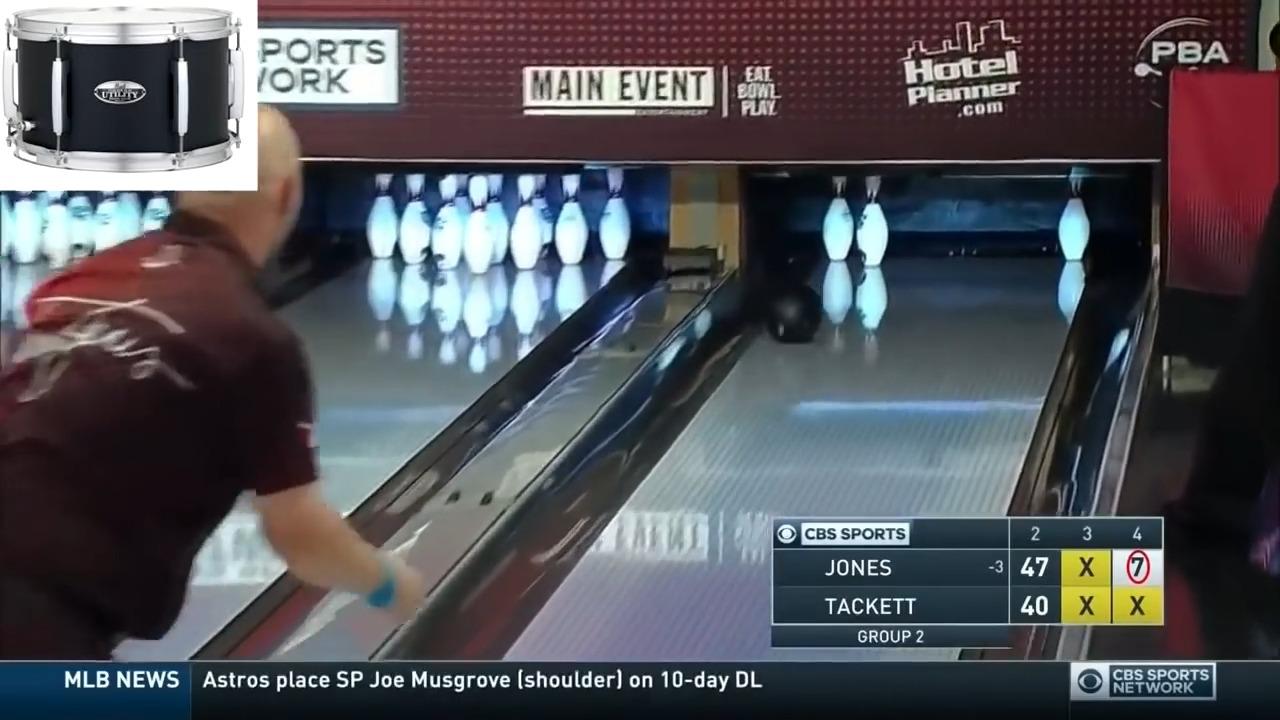 UTILITY
SPORTS
WORK
MAIN EVENT
EAT.
BOWL.
PLAY.
Hotel
Planner
.com
PBA
CBS SPORTS 2 3 4
JONES -3 47 X 7
TACKETT 40 X X
GROUP 2
MLB NEWS Astros place SP Joe Musgrove (shoulder) on 10-day DL
CBS SPORTS
NETWORK